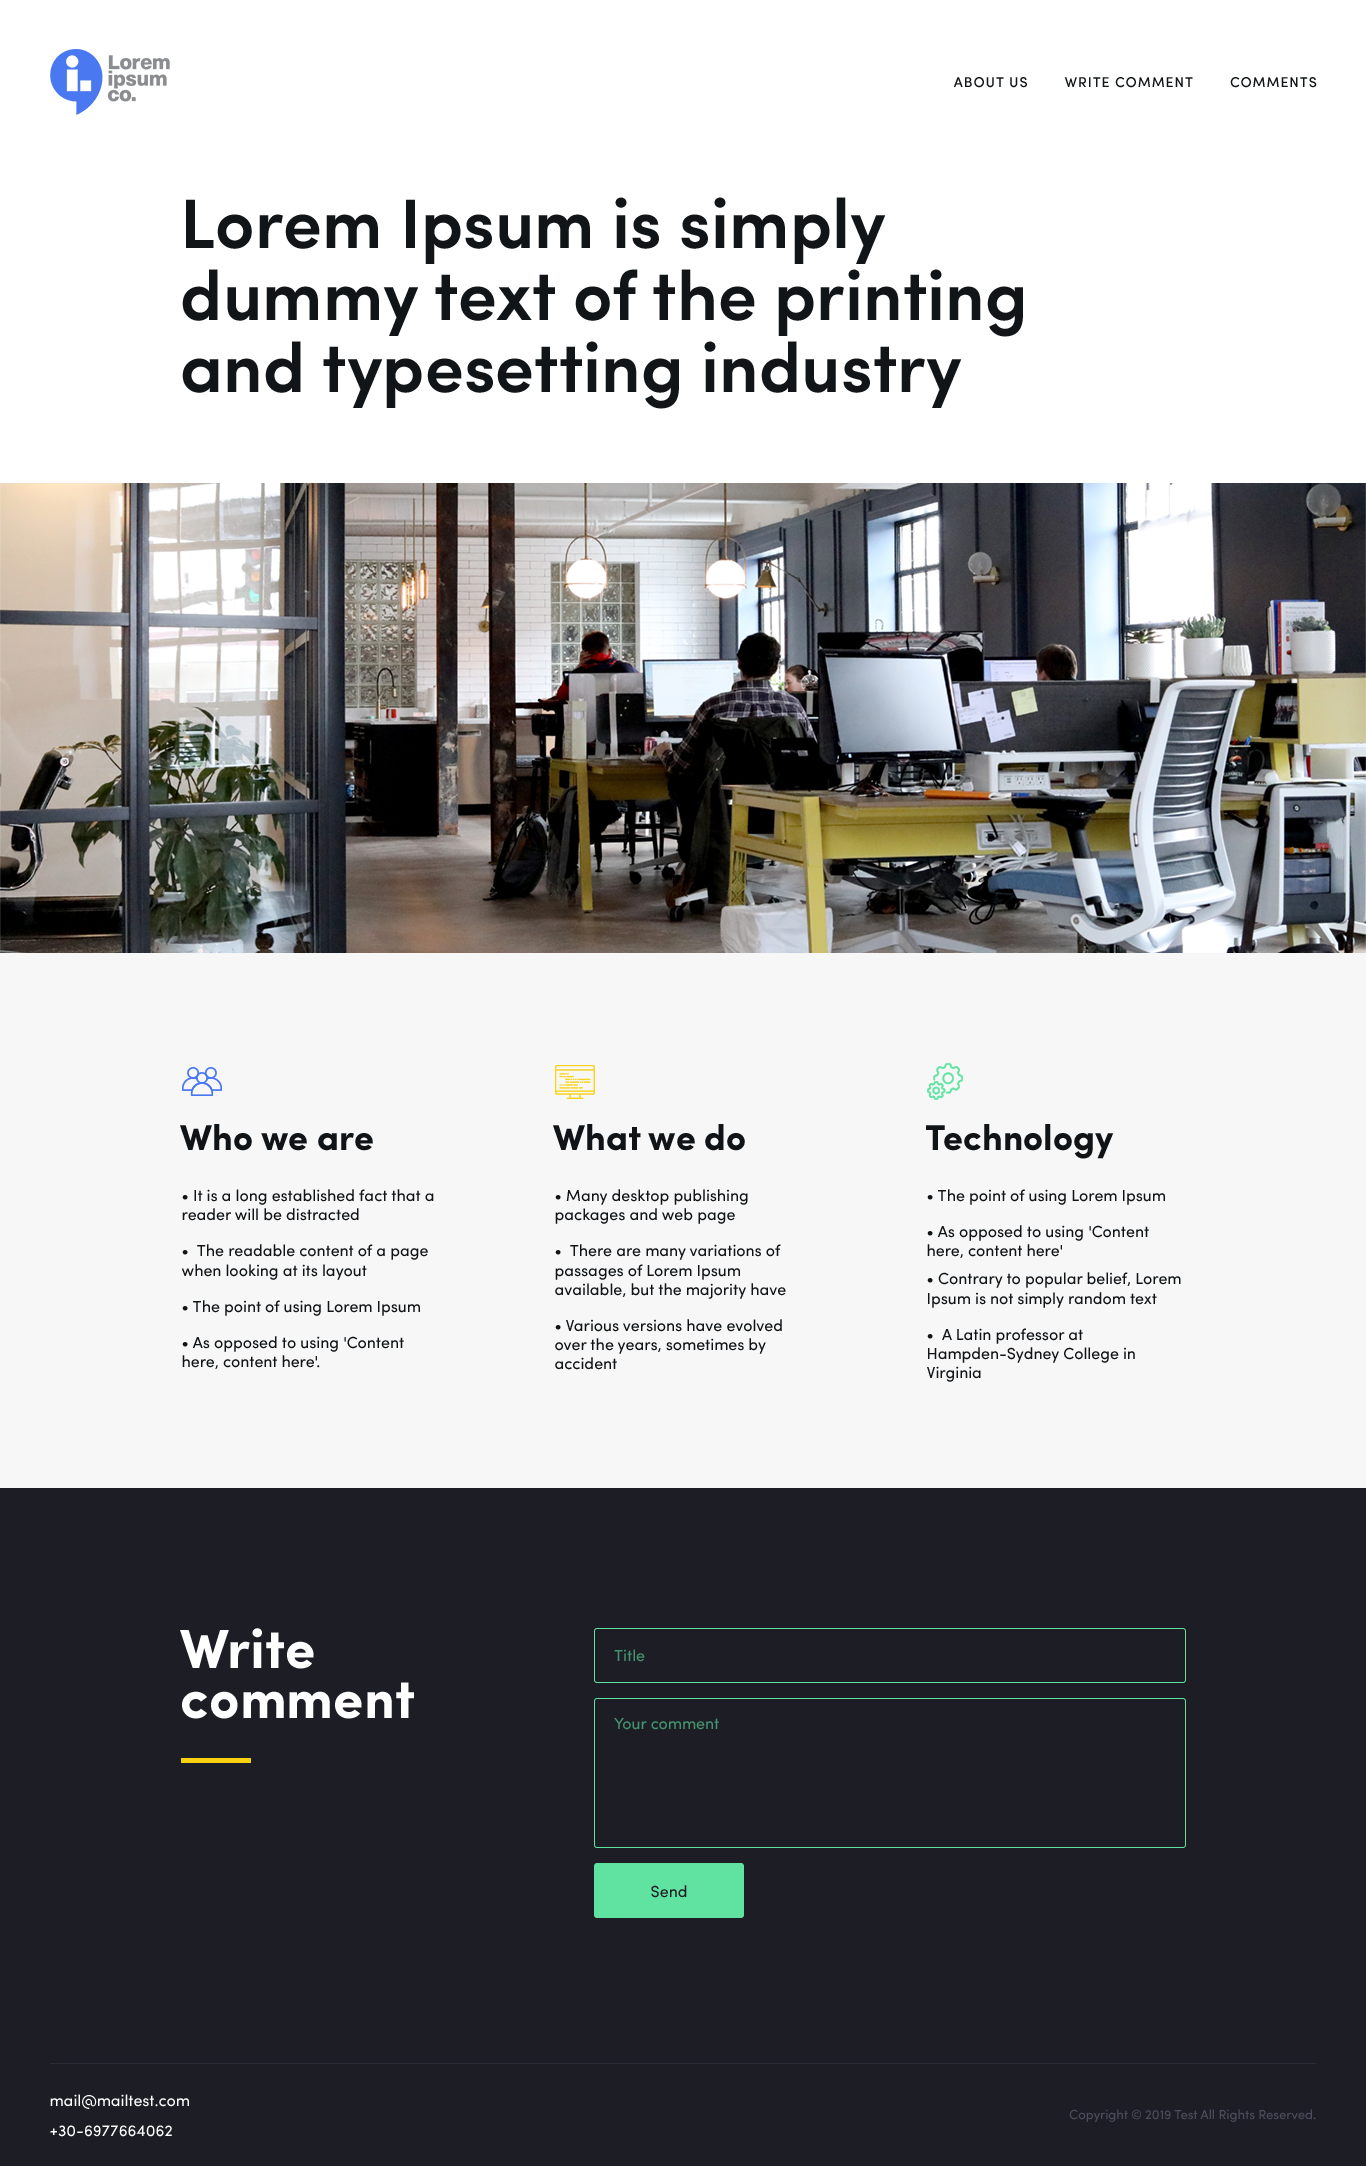 Lorem
ipsum
co.
ABOUT US
WRITE COMMENT
COMMENTS
Lorem Ipsum is simply
dummy text of the printing
and typesetting industry
Who we are
• It is a long established fact that a
reader will be distracted
•  The readable content of a page
when looking at its layout
• The point of using Lorem Ipsum
• As opposed to using 'Content
here, content here'.
What we do
• Many desktop publishing
packages and web page
•  There are many variations of
passages of Lorem Ipsum
available, but the majority have
• Various versions have evolved
over the years, sometimes by
accident
Technology
• The point of using Lorem Ipsum
• As opposed to using 'Content
here, content here'
• Contrary to popular belief, Lorem
Ipsum is not simply random text
•  A Latin professor at
Hampden-Sydney College in
Virginia
Write
comment
Title
Your comment
Send
mail@mailtest.com
+30-6977664062
Copyright © 2019 Test All Rights Reserved.